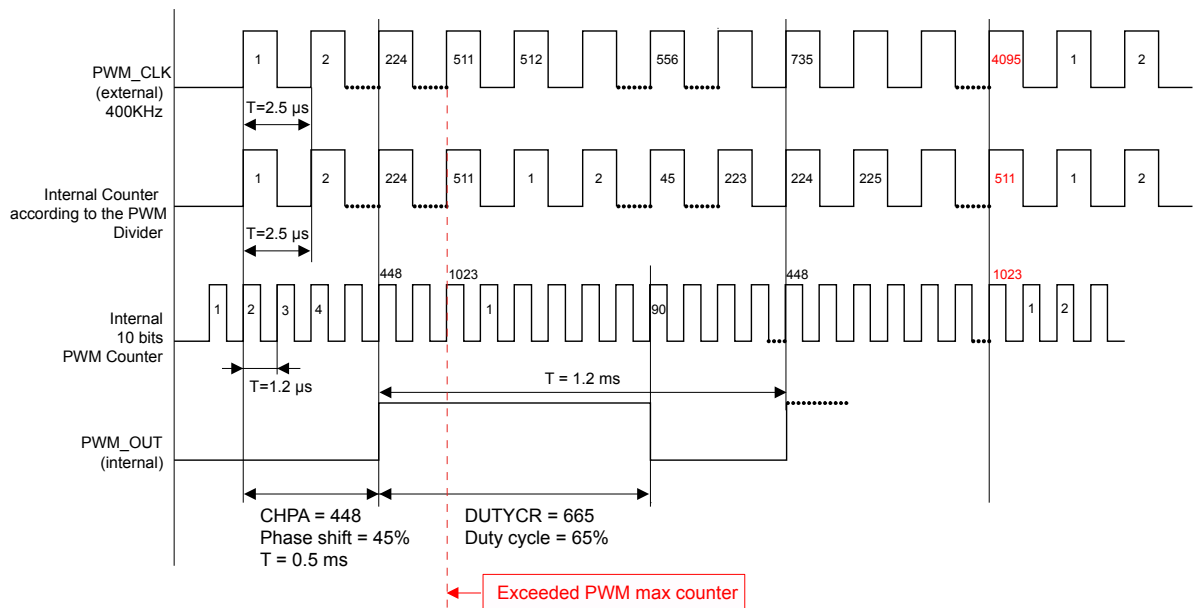 1 2 224 511 512 556 735 4095 1 2
PWM_CLK
(external)
400KHz
T=2.5 µs
1 2 224 511 1 2 45 223 224 225 511 1 2
Internal Counter
according to the PWM
Divider
T=2.5 µs
448 1023 448 1023
1 2 3 4 1 90 1 2
Internal
10 bits
PWM Counter
T=1.2 µs
T = 1.2 ms
PWM_OUT
(internal)
CHPA = 448
Phase shift = 45%
T = 0.5 ms
DUTYCR = 665
Duty cycle = 65%
Exceeded PWM max counter